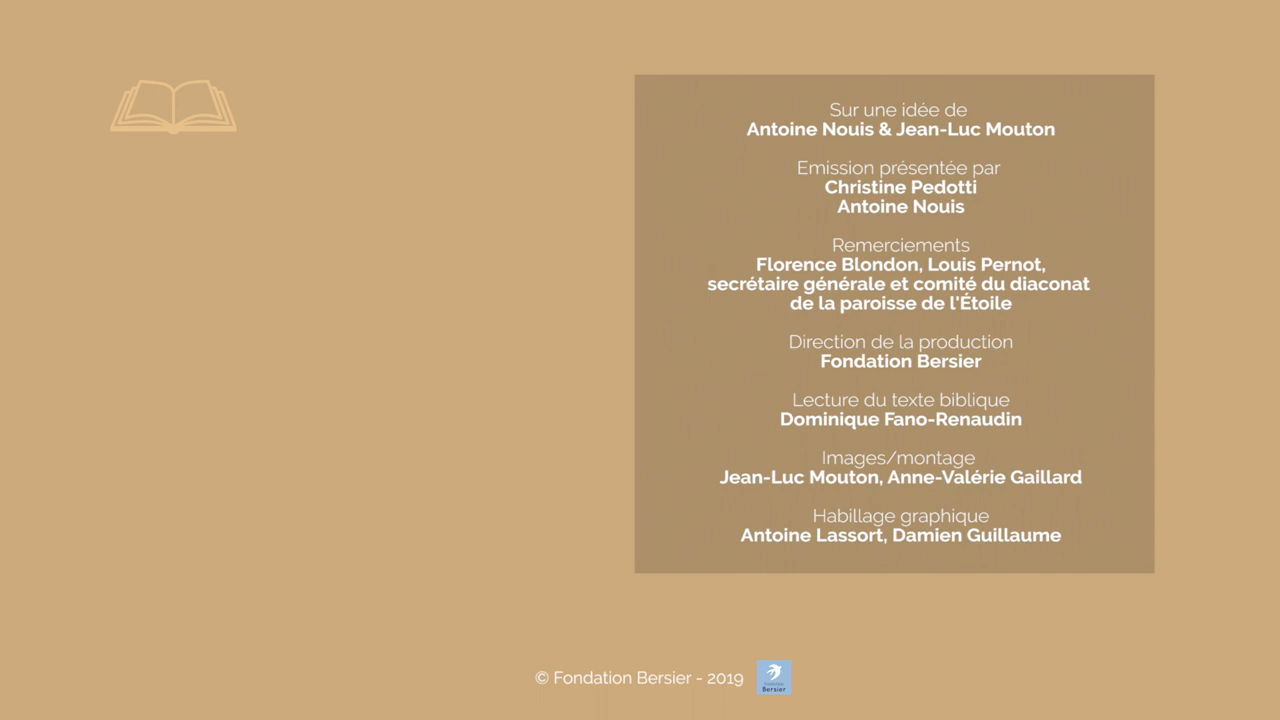 Sur une idée de
Antoine Nouis & Jean-Luc Mouton
Emission présentée par
Christine Pedotti
Antoine Nouis
Remerciements
Florence Blondon, Louis Pernot,
secrétaire générale et comité du diaconat
de la paroisse de l'Étoile
Direction de la production
Fondation Bersier
Lecture du texte biblique
Dominique Fano-Renaudin
Images/montage
Jean-Luc Mouton, Anne-Valérie Gaillard
Habillage graphique
Antoine Lassort, Damien Guillaume
© Fondation Bersier - 2019
Fondation
Bersier